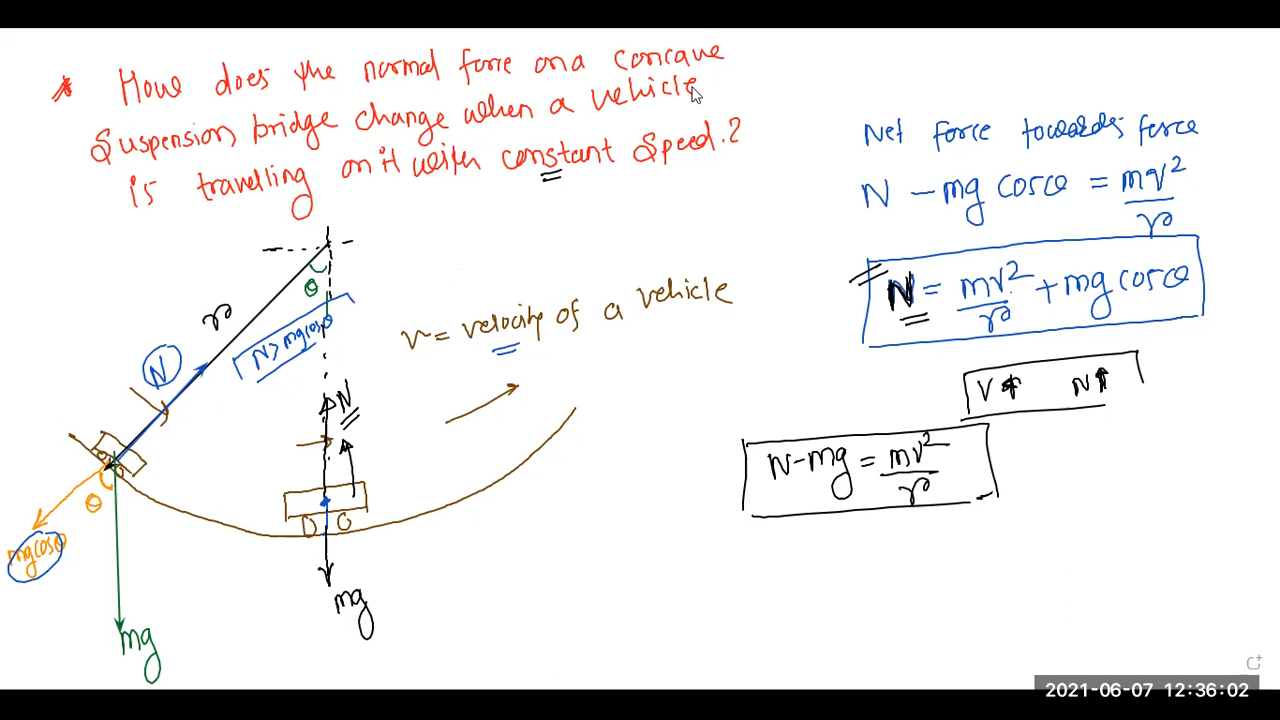 * How does the normal force on a concave
Suspension bridge change when a vehicle
is travelling on it with constant speed.?
Net force towards force
N - mg cosθ = mv²/r
N = mv²/r + mg cosθ
V↑ N↑
N-mg = mv²/r
θ
r
N > mg cosθ
v = velocity of a vehicle
N
N
θ
mg cosθ
mg
mg
2021-06-07 12:36:02